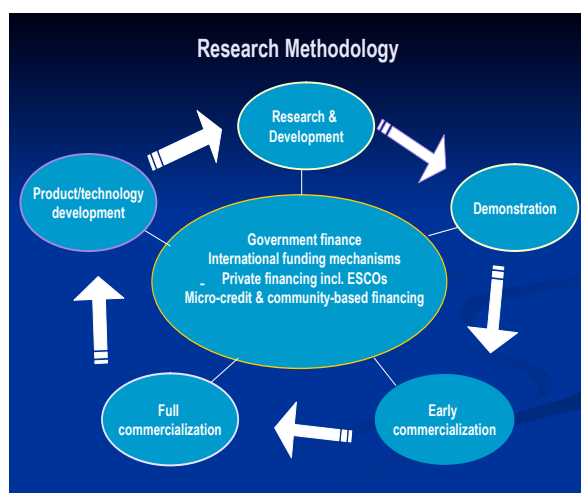 Research Methodology
Research &
Development
Product/technology
development
Demonstration
Government finance
International funding mechanisms
- Private financing incl. ESCOs
Micro-credit & community-based financing
Full
commercialization
Early
commercialization